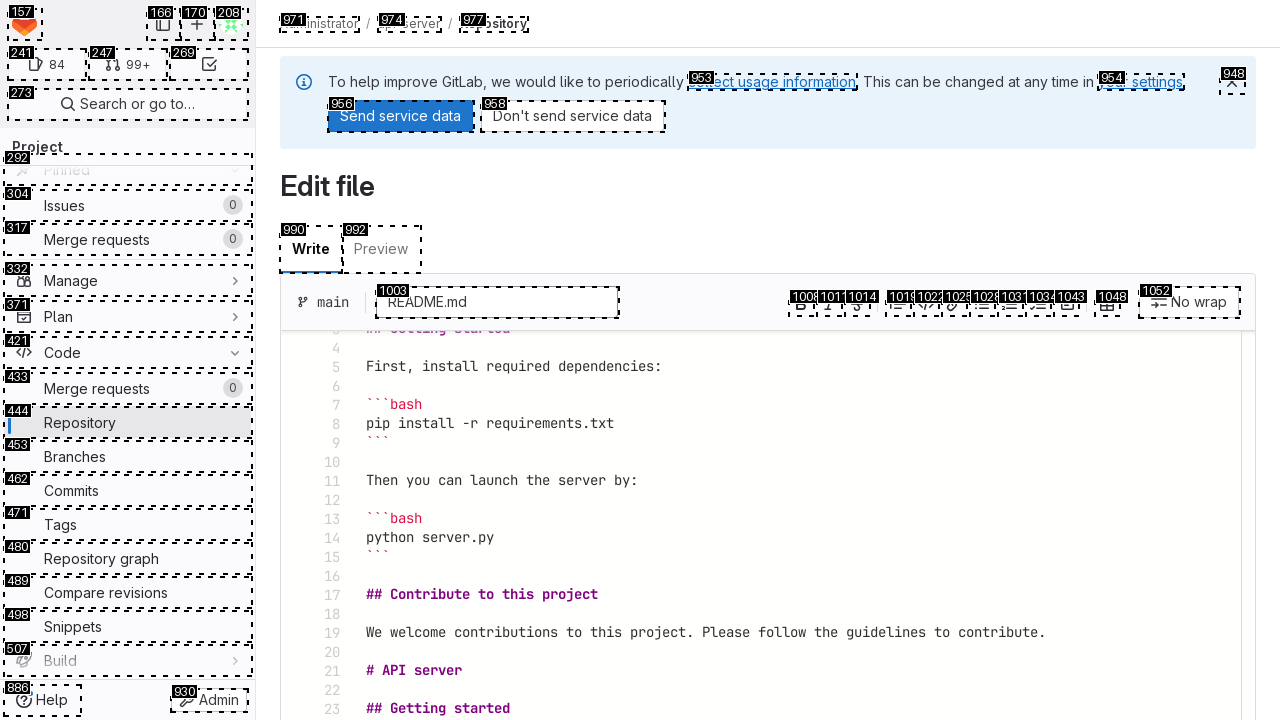 Administrator / api-server / Repository
84
99+
Search or go to…
Project
Pinned
Issues 0
Merge requests 0
Manage
Plan
Code
Merge requests 0
Repository
Branches
Commits
Tags
Repository graph
Compare revisions
Snippets
Build
Help
Admin
To help improve GitLab, we would like to periodically collect usage information. This can be changed at any time in your settings.
Send service data
Don't send service data
Edit file
Write
Preview
main
README.md
No wrap
3 ## Getting started
4
5 First, install required dependencies:
6
7 ```bash
8 pip install -r requirements.txt
9 ```
10
11 Then you can launch the server by:
12
13 ```bash
14 python server.py
15 ```
16
17 ## Contribute to this project
18
19 We welcome contributions to this project. Please follow the guidelines to contribute.
20
21 # API server
22
23 ## Getting started
157
166
170
208
241
247
269
273
292
304
317
332
371
421
433
444
453
462
471
480
489
498
507
886
930
971
974
977
953
954
948
956
958
990
992
1003
1008
1011
1014
1019
1022
1025
1028
1031
1034
1043
1048
1052